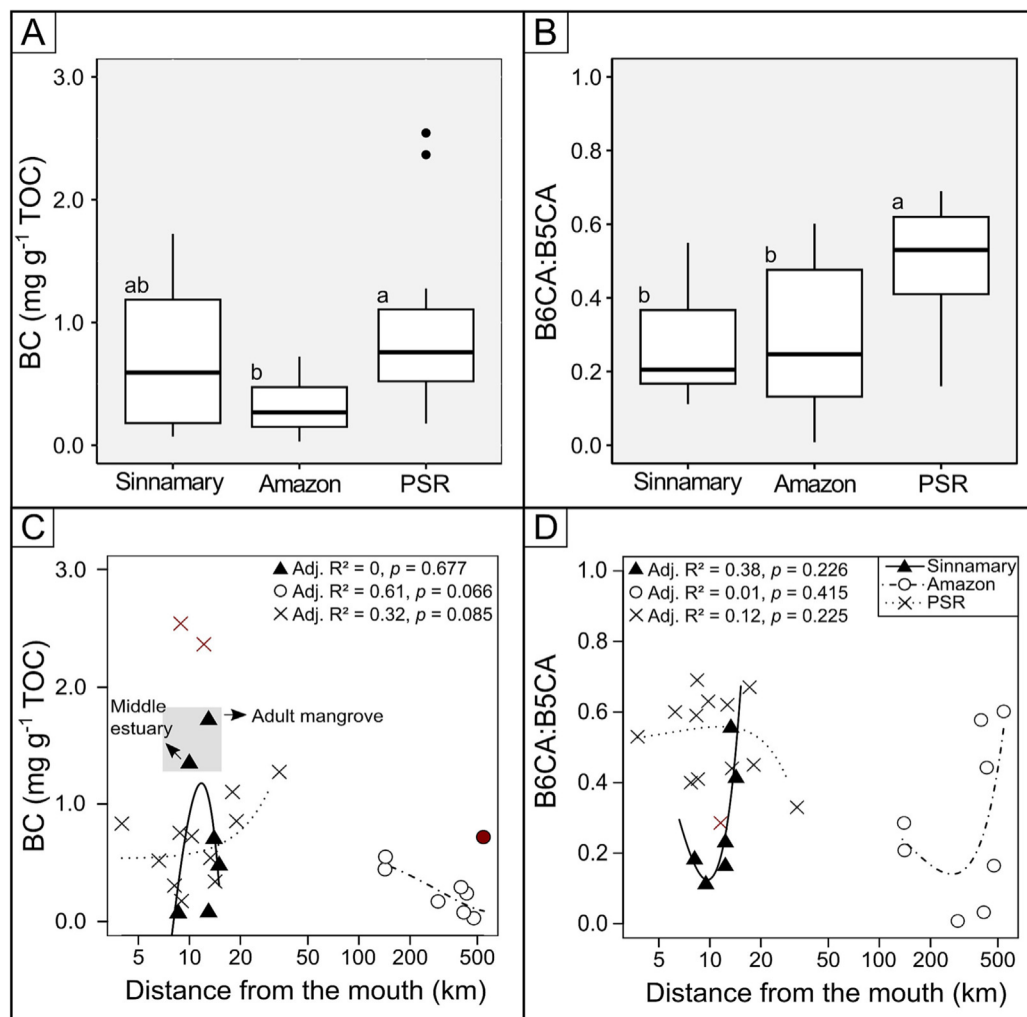 A
BC (mg g⁻¹ TOC)
3.0
2.0
1.0
0.0
ab
b
a
Sinnamary Amazon PSR
B
B6CA:B5CA
1.0
0.8
0.6
0.4
0.2
0.0
b
b
a
Sinnamary Amazon PSR
C
BC (mg g⁻¹ TOC)
3.0
2.0
1.0
0.0
Adj. R² = 0, p = 0.677
Adj. R² = 0.61, p = 0.066
Adj. R² = 0.32, p = 0.085
Middle
estuary
Adult mangrove
5 10 20 50 100 200 500
Distance from the mouth (km)
D
B6CA:B5CA
1.0
0.8
0.6
0.4
0.2
0.0
Adj. R² = 0.38, p = 0.226
Adj. R² = 0.01, p = 0.415
Adj. R² = 0.12, p = 0.225
Sinnamary
Amazon
PSR
5 10 20 50 100 200 500
Distance from the mouth (km)